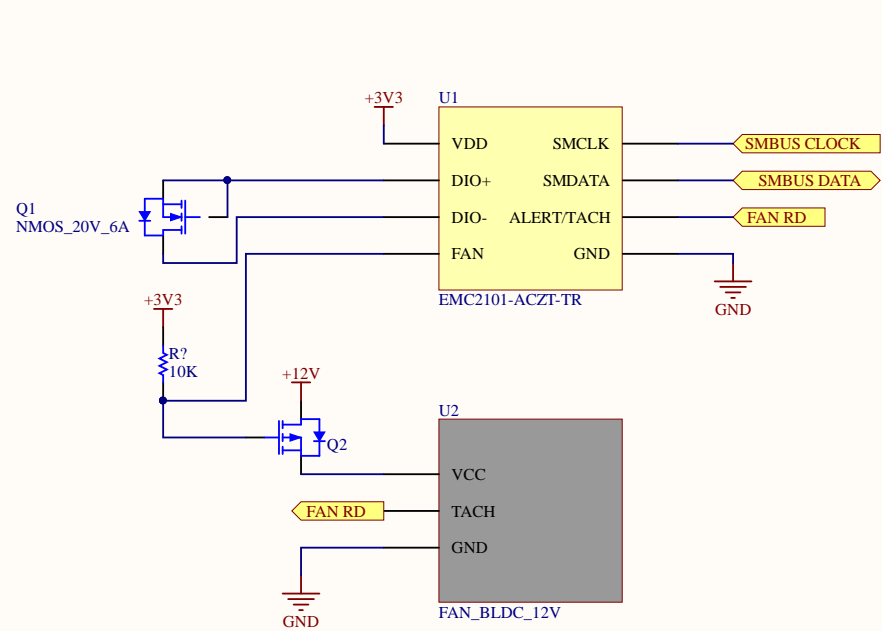 U1
+3V3
VDD
SMCLK
SMBUS CLOCK
DIO+
SMDATA
SMBUS DATA
Q1
NMOS_20V_6A
DIO-
ALERT/TACH
FAN RD
FAN
GND
EMC2101-ACZT-TR
GND
+3V3
R?
10K
+12V
U2
Q2
VCC
FAN RD
TACH
GND
FAN_BLDC_12V
GND